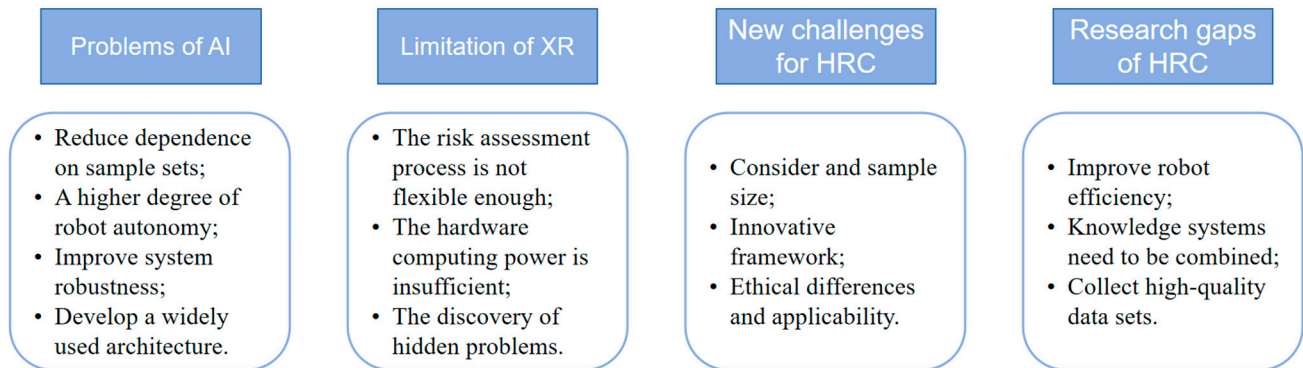 Problems of AI
• Reduce dependence
on sample sets;
• A higher degree of
robot autonomy;
• Improve system
robustness;
• Develop a widely
used architecture.
Limitation of XR
• The risk assessment
process is not
flexible enough;
• The hardware
computing power is
insufficient;
• The discovery of
hidden problems.
New challenges
for HRC
• Consider and sample
size;
• Innovative
framework;
• Ethical differences
and applicability.
Research gaps
of HRC
• Improve robot
efficiency;
• Knowledge systems
need to be combined;
• Collect high-quality
data sets.